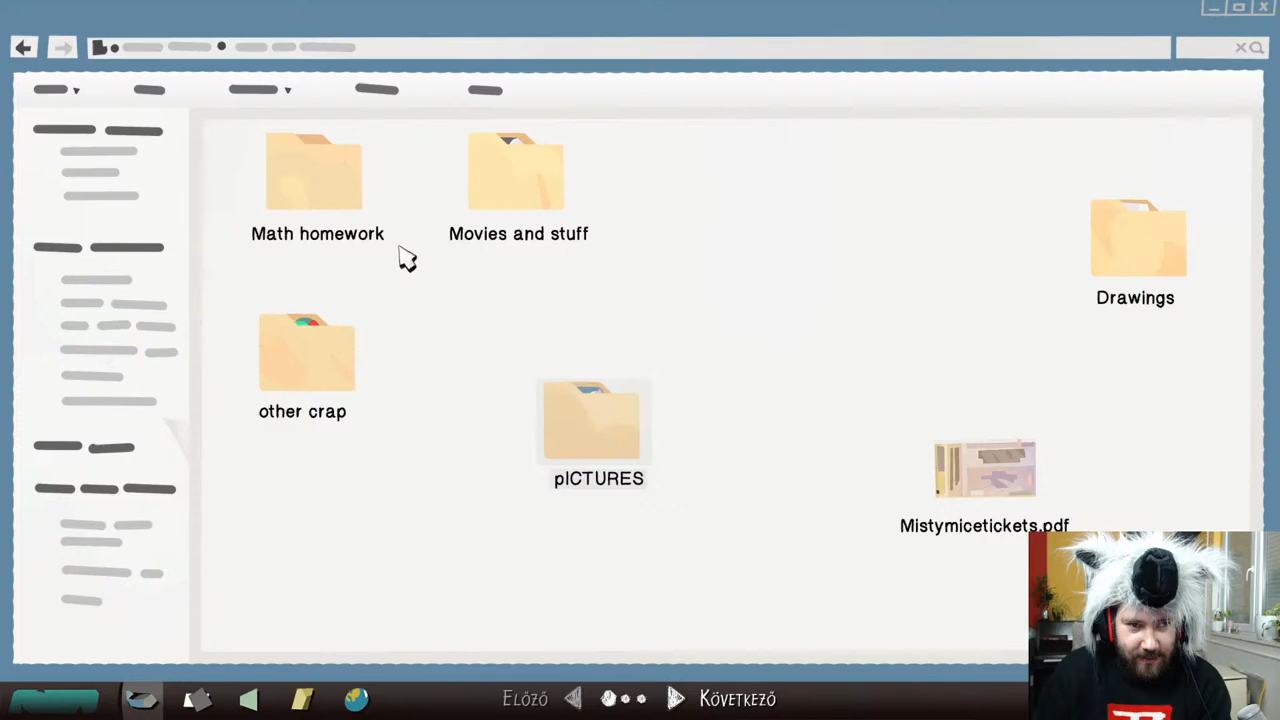 Math homework
Movies and stuff
Drawings
other crap
pICTURES
Mistymicetickets.pdf
Előző
Következő